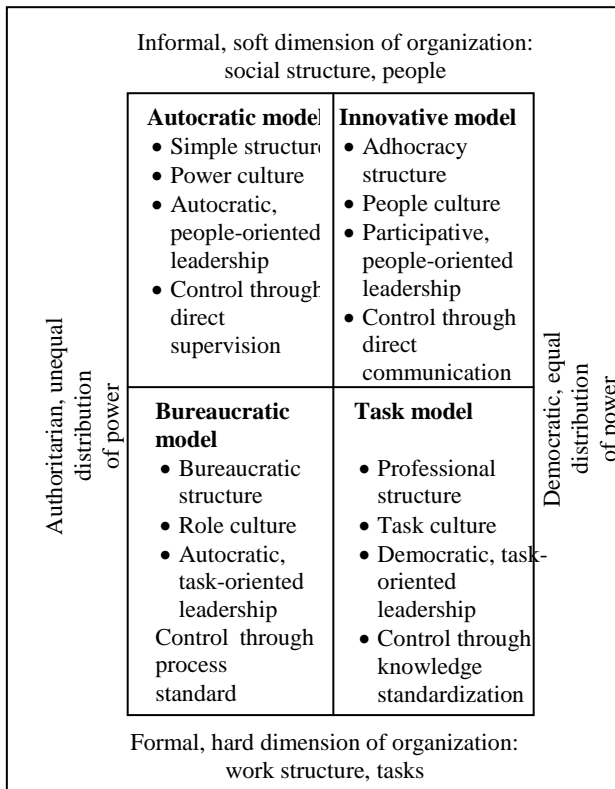 Informal, soft dimension of organization:
social structure, people
Autocratic model
• Simple structure
• Power culture
• Autocratic,
people-oriented
leadership
• Control through
direct
supervision
Innovative model
• Adhocracy
structure
• People culture
• Participative,
people-oriented
leadership
• Control through
direct
communication
Authoritarian, unequal
distribution
of power
Democratic, equal
distribution
of power
Bureaucratic
model
• Bureaucratic
structure
• Role culture
• Autocratic,
task-oriented
leadership
Control through
process
standard
Task model
• Professional
structure
• Task culture
• Democratic, task-
oriented
leadership
• Control through
knowledge
standardization
Formal, hard dimension of organization:
work structure, tasks